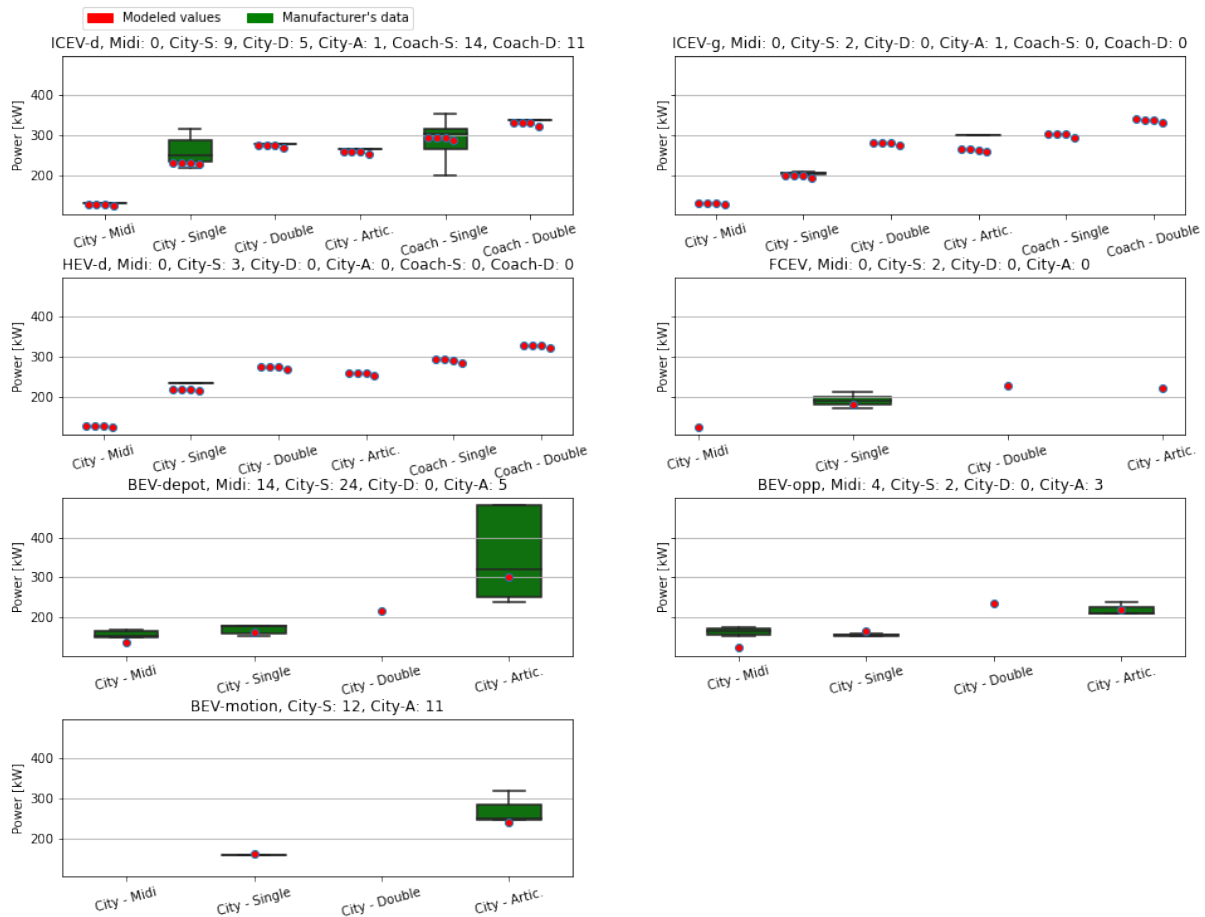 Modeled values
Manufacturer's data
ICEV-d, Midi: 0, City-S: 9, City-D: 5, City-A: 1, Coach-S: 14, Coach-D: 11
Power [kW]
400
300
200
City - Midi
City - Single
City - Double
City - Artic.
Coach - Single
Coach - Double
ICEV-g, Midi: 0, City-S: 2, City-D: 0, City-A: 1, Coach-S: 0, Coach-D: 0
Power [kW]
City - Midi
City - Single
City - Double
City - Artic.
Coach - Single
Coach - Double
HEV-d, Midi: 0, City-S: 3, City-D: 0, City-A: 0, Coach-S: 0, Coach-D: 0
Power [kW]
400
300
200
City - Midi
City - Single
City - Double
City - Artic.
Coach - Single
Coach - Double
FCEV, Midi: 0, City-S: 2, City-D: 0, City-A: 0
Power [kW]
City - Midi
City - Single
City - Double
City - Artic.
BEV-depot, Midi: 14, City-S: 24, City-D: 0, City-A: 5
Power [kW]
400
300
200
City - Midi
City - Single
City - Double
City - Artic.
BEV-opp, Midi: 4, City-S: 2, City-D: 0, City-A: 3
Power [kW]
City - Midi
City - Single
City - Double
City - Artic.
BEV-motion, City-S: 12, City-A: 11
Power [kW]
400
300
200
City - Midi
City - Single
City - Double
City - Artic.